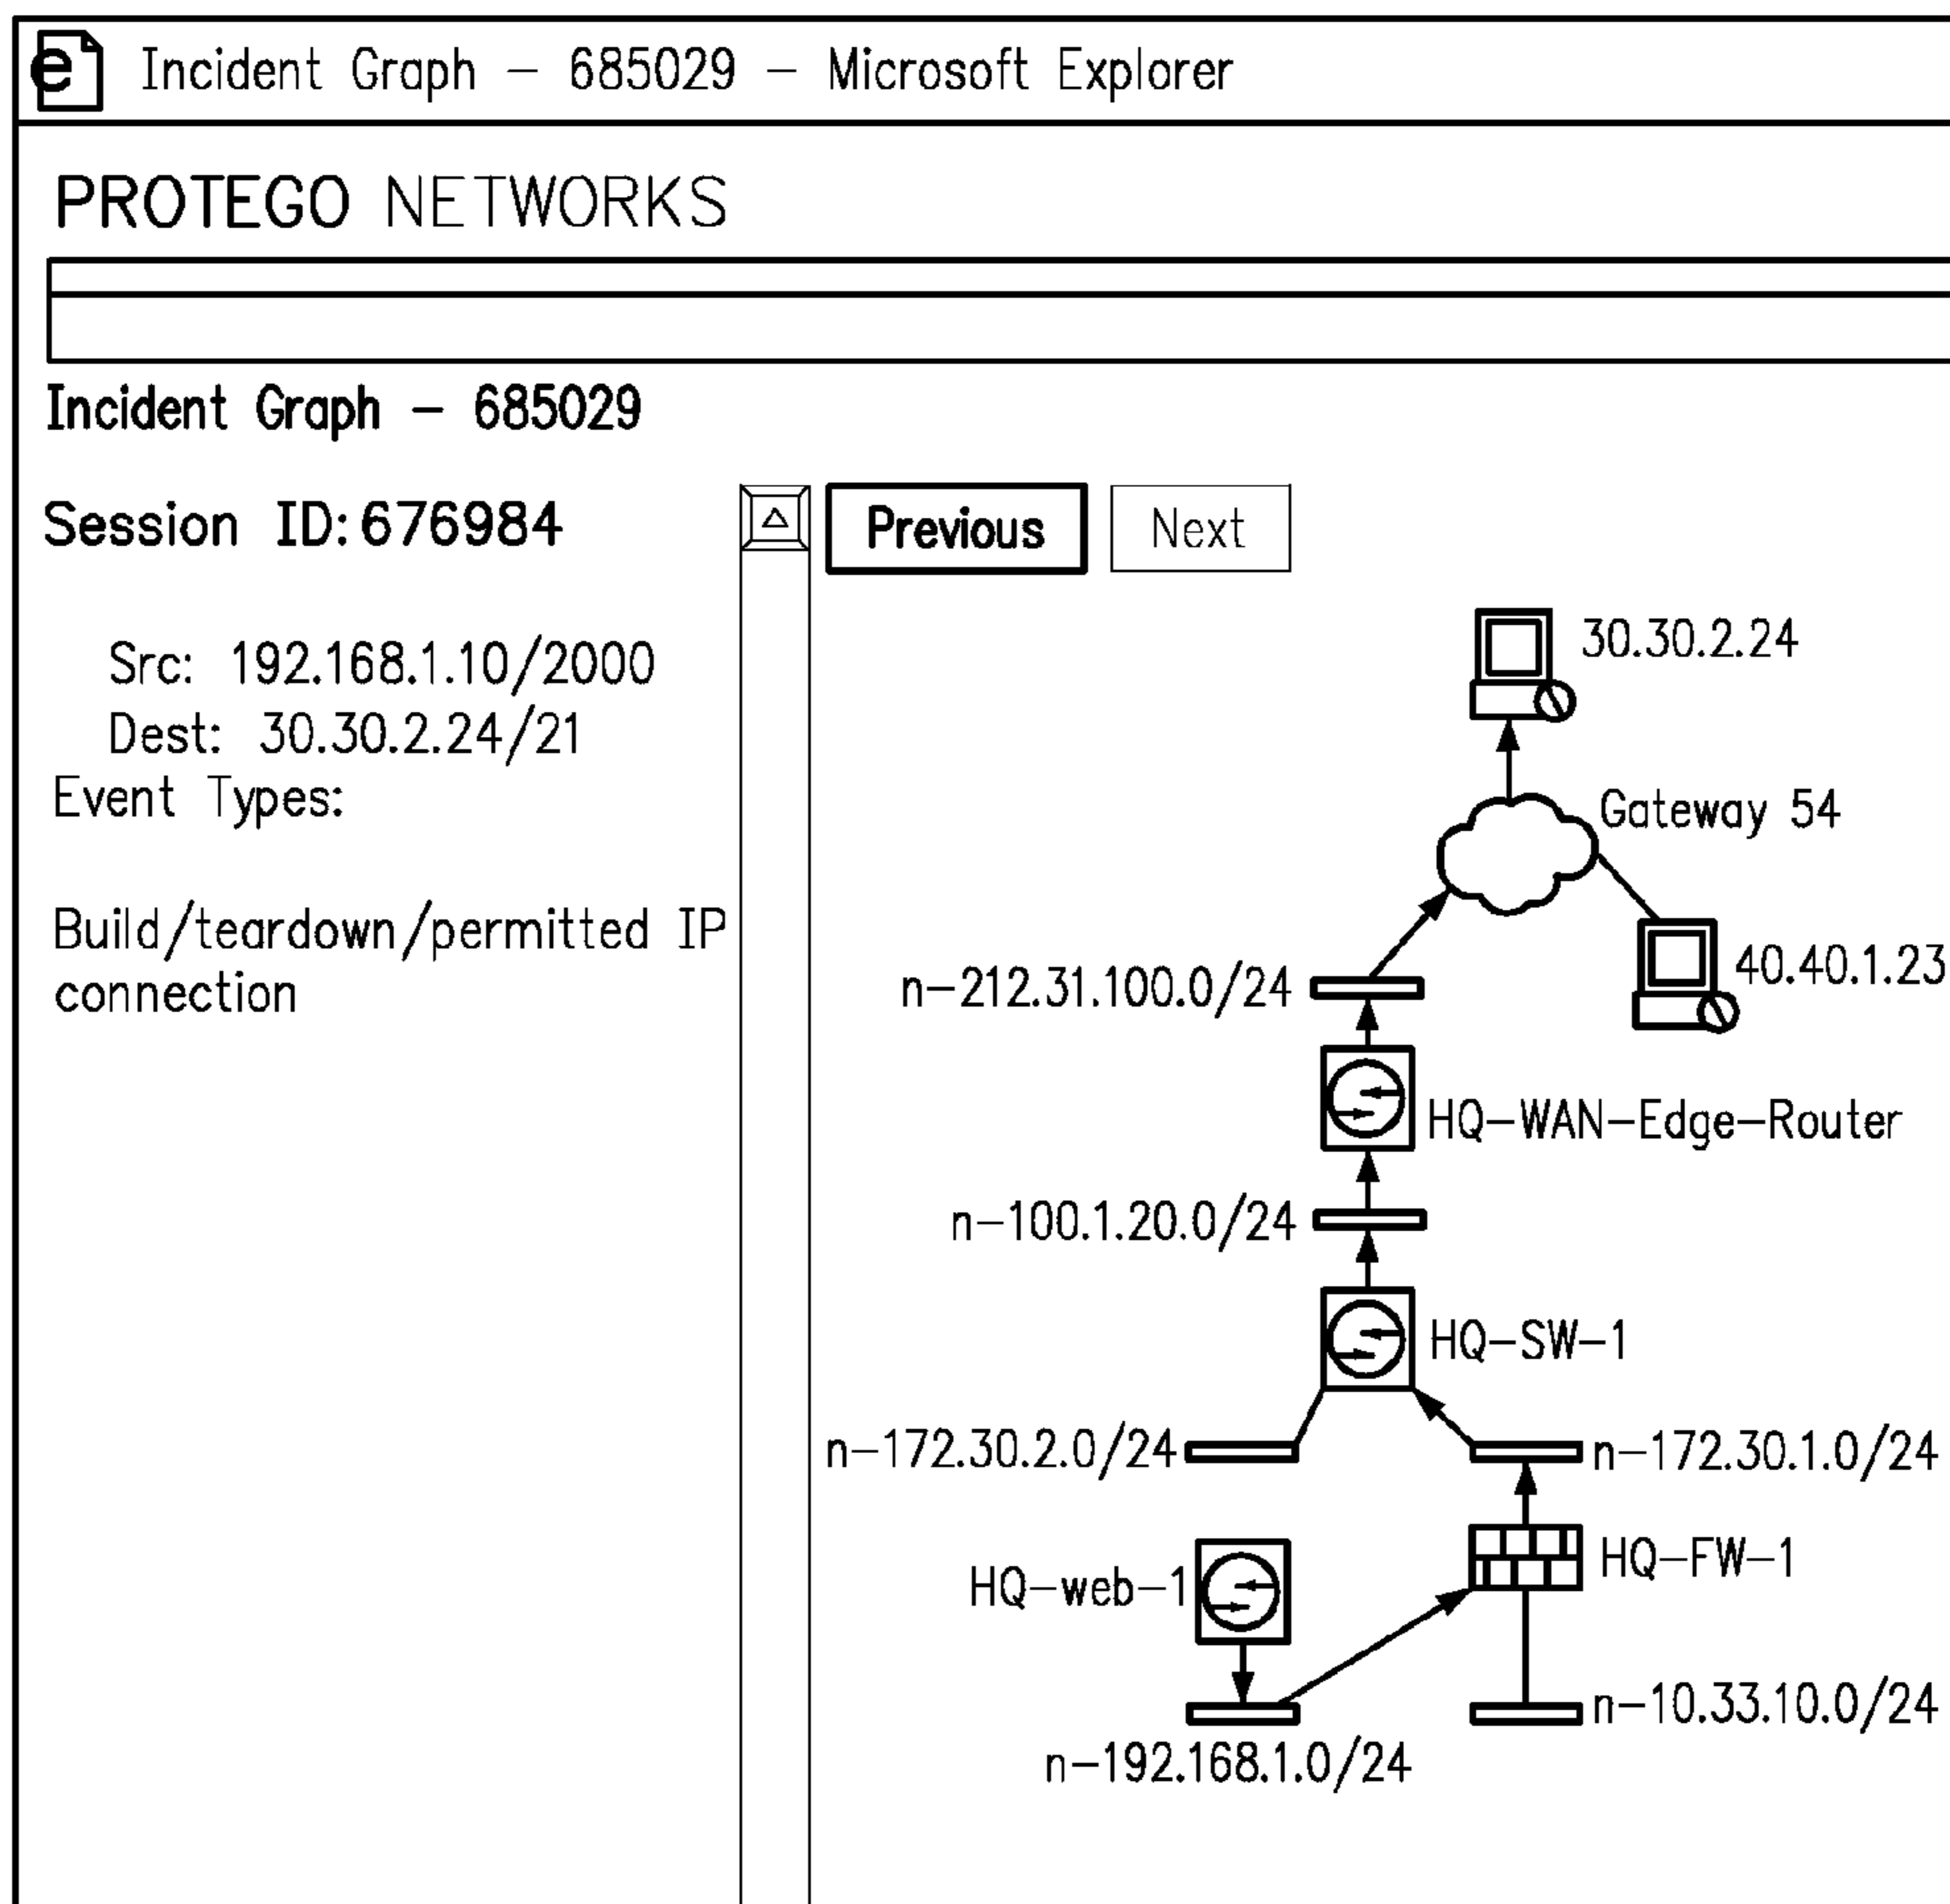 Incident Graph – 685029 – Microsoft Explorer
PROTEGO NETWORKS
Incident Graph – 685029
Session ID: 676984
Previous
Next
Src: 192.168.1.10/2000
Dest: 30.30.2.24/21
Event Types:
Build/teardown/permitted IP
connection
30.30.2.24
Gateway 54
40.40.1.23
n-212.31.100.0/24
HQ-WAN-Edge-Router
n-100.1.20.0/24
HQ-SW-1
n-172.30.2.0/24
n-172.30.1.0/24
HQ-FW-1
HQ-web-1
n-10.33.10.0/24
n-192.168.1.0/24